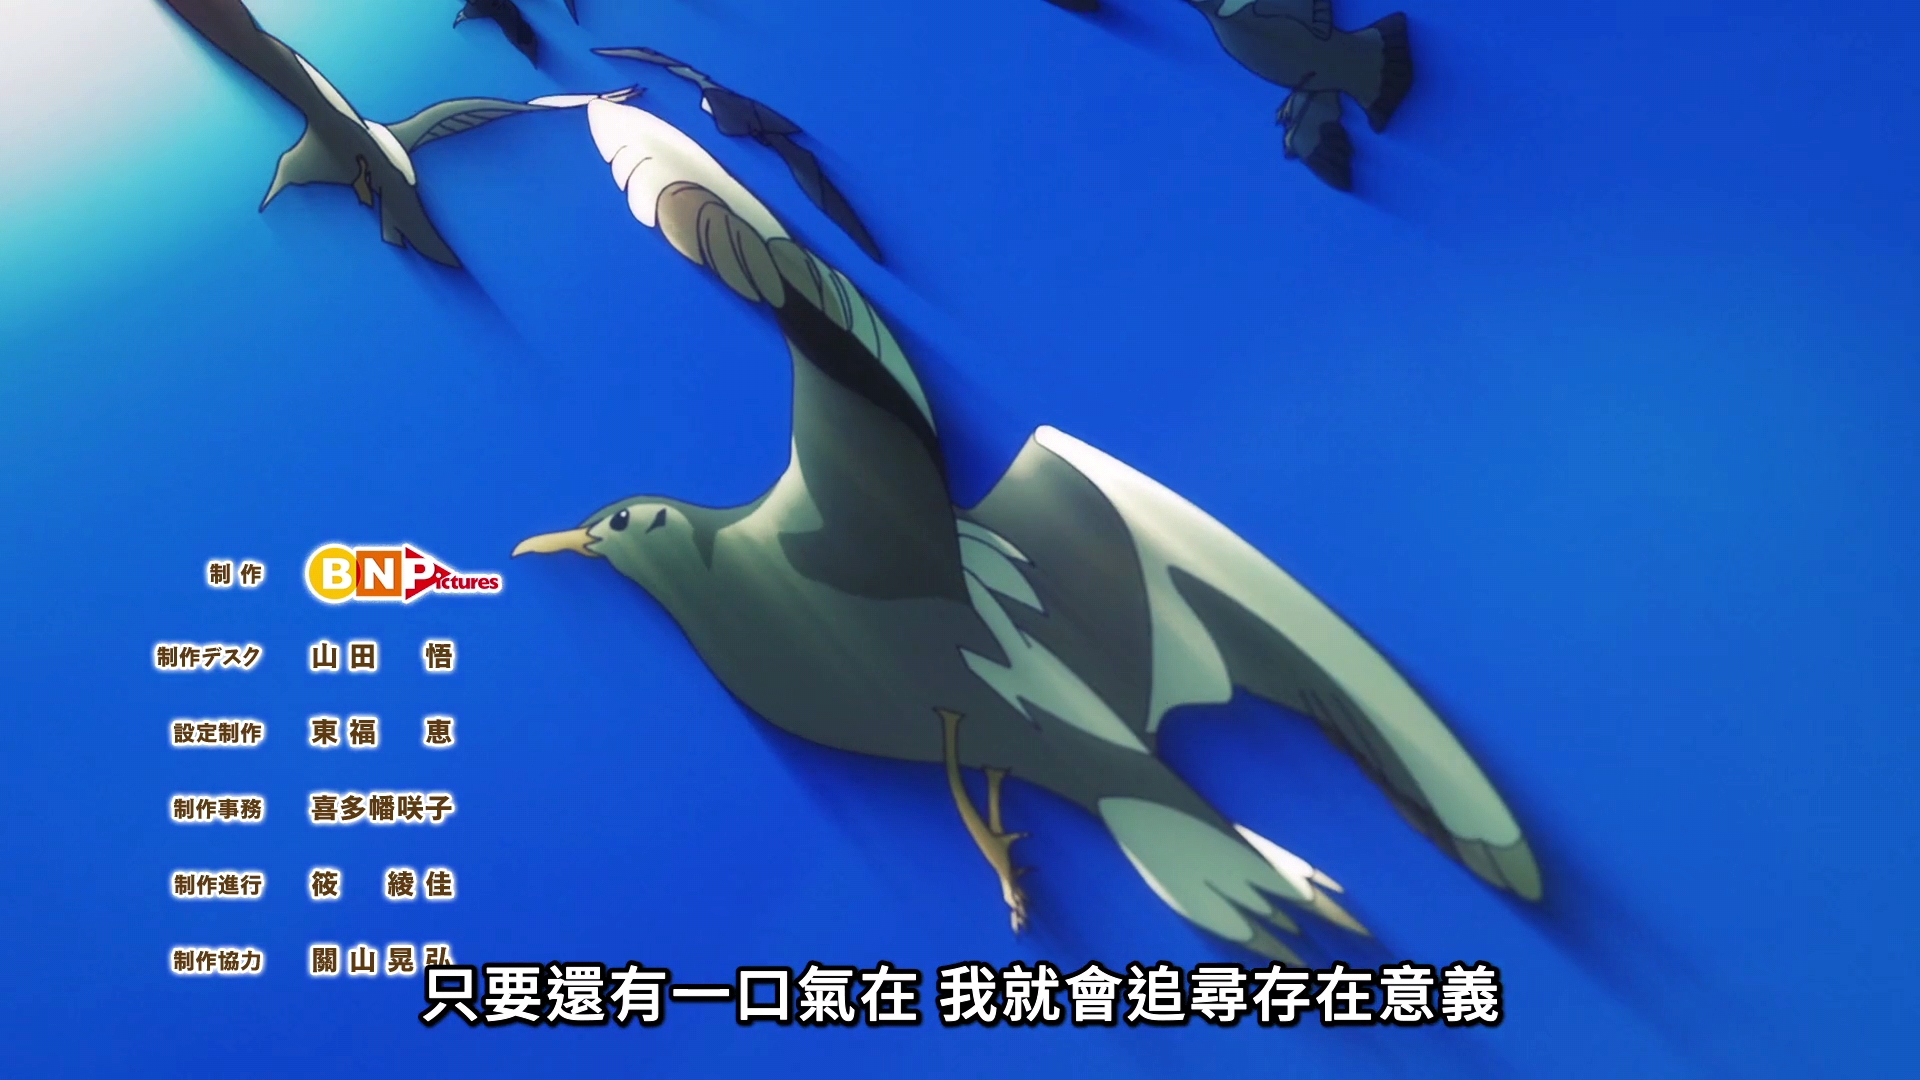 制作 BNPictures
制作デスク 山田 悟
設定制作 東福 恵
制作事務 喜多幡咲子
制作進行 筱 綾佳
制作協力 關山晃弘
只要還有一口氣在 我就會追尋存在意義